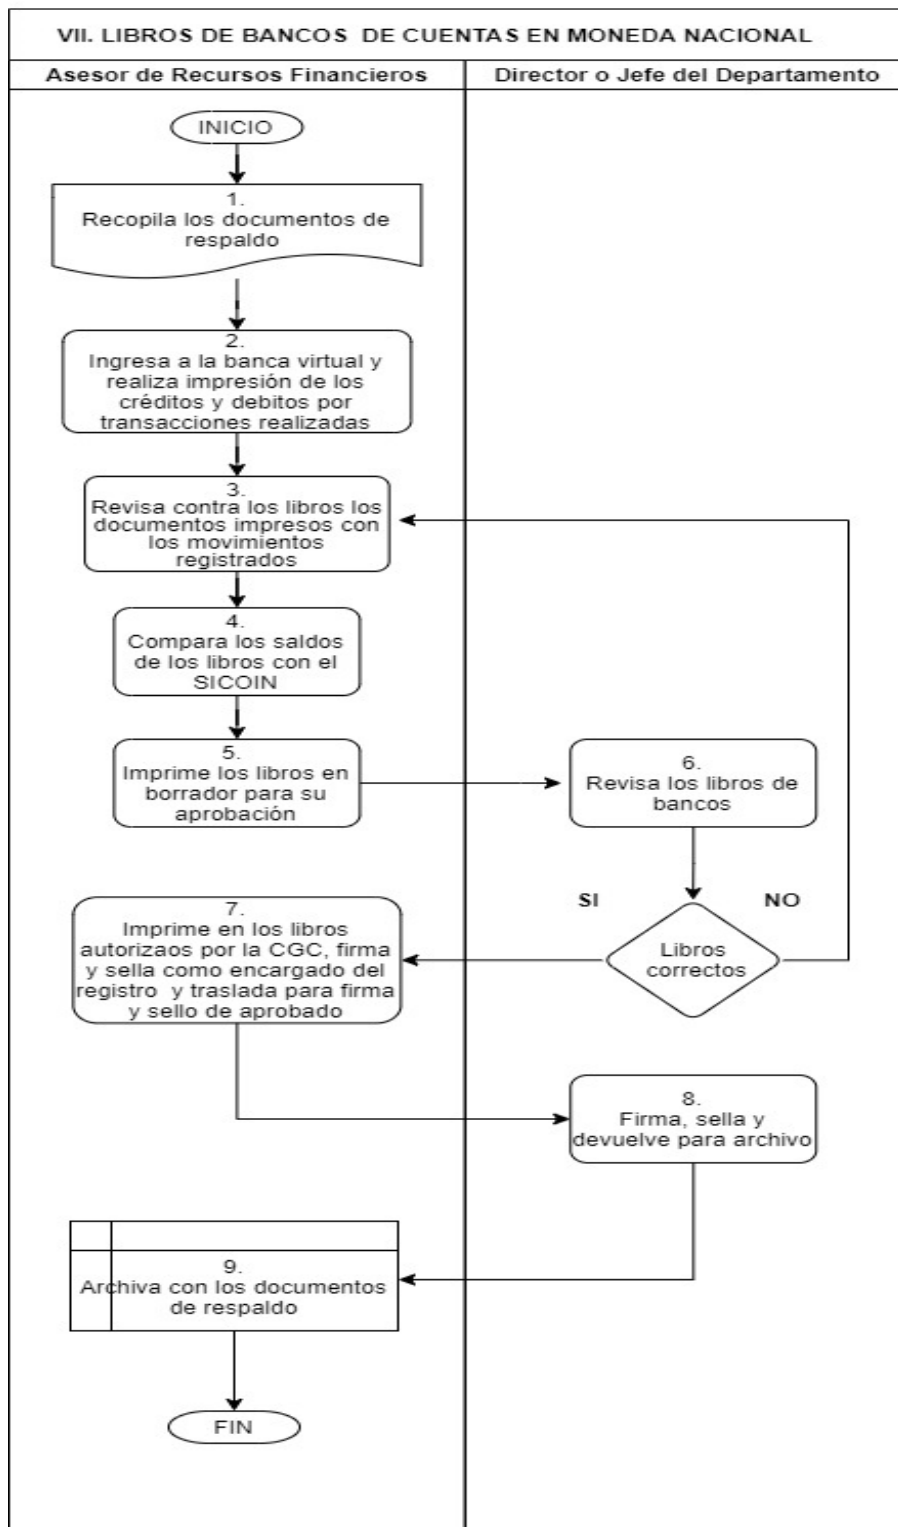 VII. LIBROS DE BANCOS DE CUENTAS EN MONEDA NACIONAL
Asesor de Recursos Financieros
Director o Jefe del Departamento
INICIO
1.
Recopila los documentos de
respaldo
2.
Ingresa a la banca virtual y
realiza impresión de los
créditos y debitos por
transacciones realizadas
3.
Revisa contra los libros los
documentos impresos con
los movimientos
registrados
4.
Compara los saldos
de los libros con el
SICOIN
5.
Imprime los libros en
borrador para su
aprobación
6.
Revisa los libros de
bancos
SI
NO
Libros
correctos
7.
Imprime en los libros
autorizaos por la CGC, firma
y sella como encargado del
registro y traslada para firma
y sello de aprobado
8.
Firma, sella y
devuelve para archivo
9.
Archiva con los documentos
de respaldo
FIN